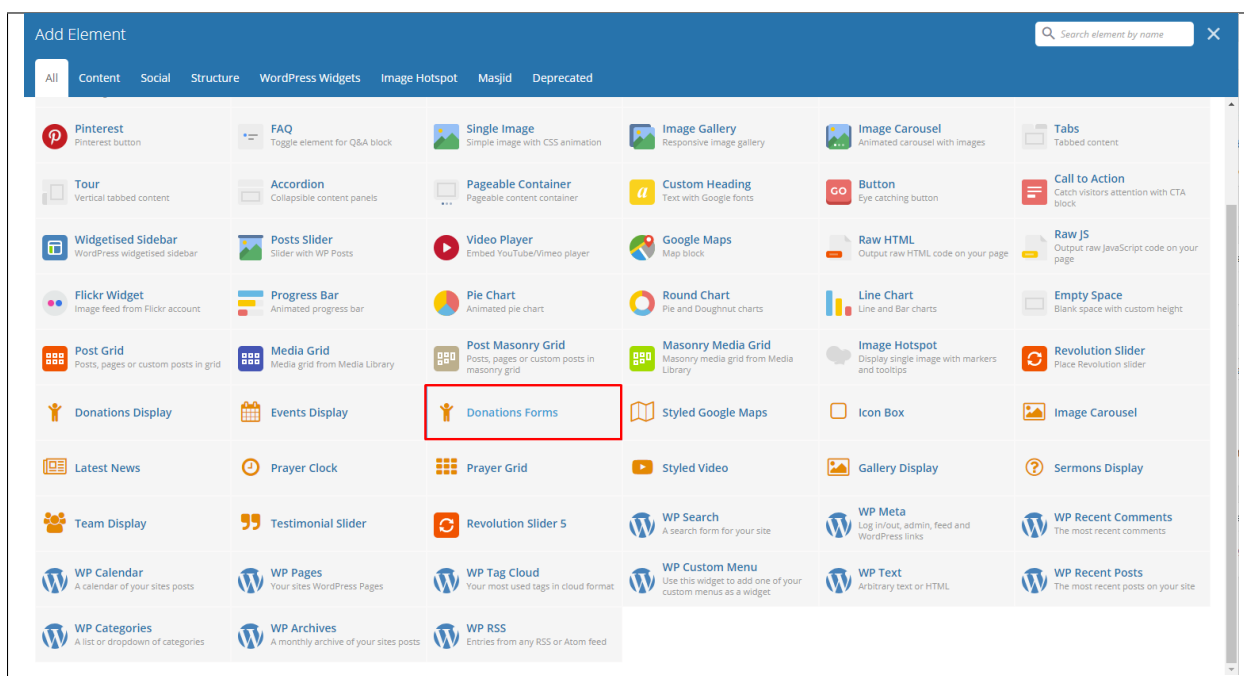 Add Element
Search element by name
All Content Social Structure WordPress Widgets Image Hotspot Masjid Deprecated
Pinterest
Pinterest button
FAQ
Toggle element for Q&A block
Single Image
Simple image with CSS animation
Image Gallery
Responsive image gallery
Image Carousel
Animated carousel with images
Tabs
Tabbed content
Tour
Vertical tabbed content
Accordion
Collapsible content panels
Pageable Container
Pageable content container
Custom Heading
Text with Google fonts
GO
Button
Eye catching button
Call to Action
Catch visitors attention with CTA
block
Widgetised Sidebar
WordPress widgetised sidebar
Posts Slider
Slider with WP Posts
Video Player
Embed YouTube/Vimeo player
Google Maps
Map block
Raw HTML
Output raw HTML code on your page
Raw JS
Output raw JavaScript code on your
page
Flickr Widget
Image feed from Flickr account
Progress Bar
Animated progress bar
Pie Chart
Animated pie chart
Round Chart
Pie and Doughnut charts
Line Chart
Line and Bar charts
Empty Space
Blank space with custom height
Post Grid
Posts, pages or custom posts in grid
Media Grid
Media grid from Media Library
Post Masonry Grid
Posts, pages or custom posts in
masonry grid
Masonry Media Grid
Masonry media grid from Media
Library
Image Hotspot
Display single image with markers
and tooltips
Revolution Slider
Place Revolution slider
Donations Display
Events Display
Donations Forms
Styled Google Maps
Icon Box
Image Carousel
Latest News
Prayer Clock
Prayer Grid
Styled Video
Gallery Display
Sermons Display
Team Display
Testimonial Slider
Revolution Slider 5
WP Search
A search form for your site
WP Meta
Log in/out, admin, feed and
WordPress links
WP Recent Comments
The most recent comments
WP Calendar
A calendar of your sites posts
WP Pages
Your sites WordPress Pages
WP Tag Cloud
Your most used tags in cloud format
WP Custom Menu
Use this widget to add one of your
custom menus as a widget
WP Text
Arbitrary text or HTML
WP Recent Posts
The most recent posts on your site
WP Categories
A list or dropdown of categories
WP Archives
A monthly archive of your sites posts
WP RSS
Entries from any RSS or Atom feed